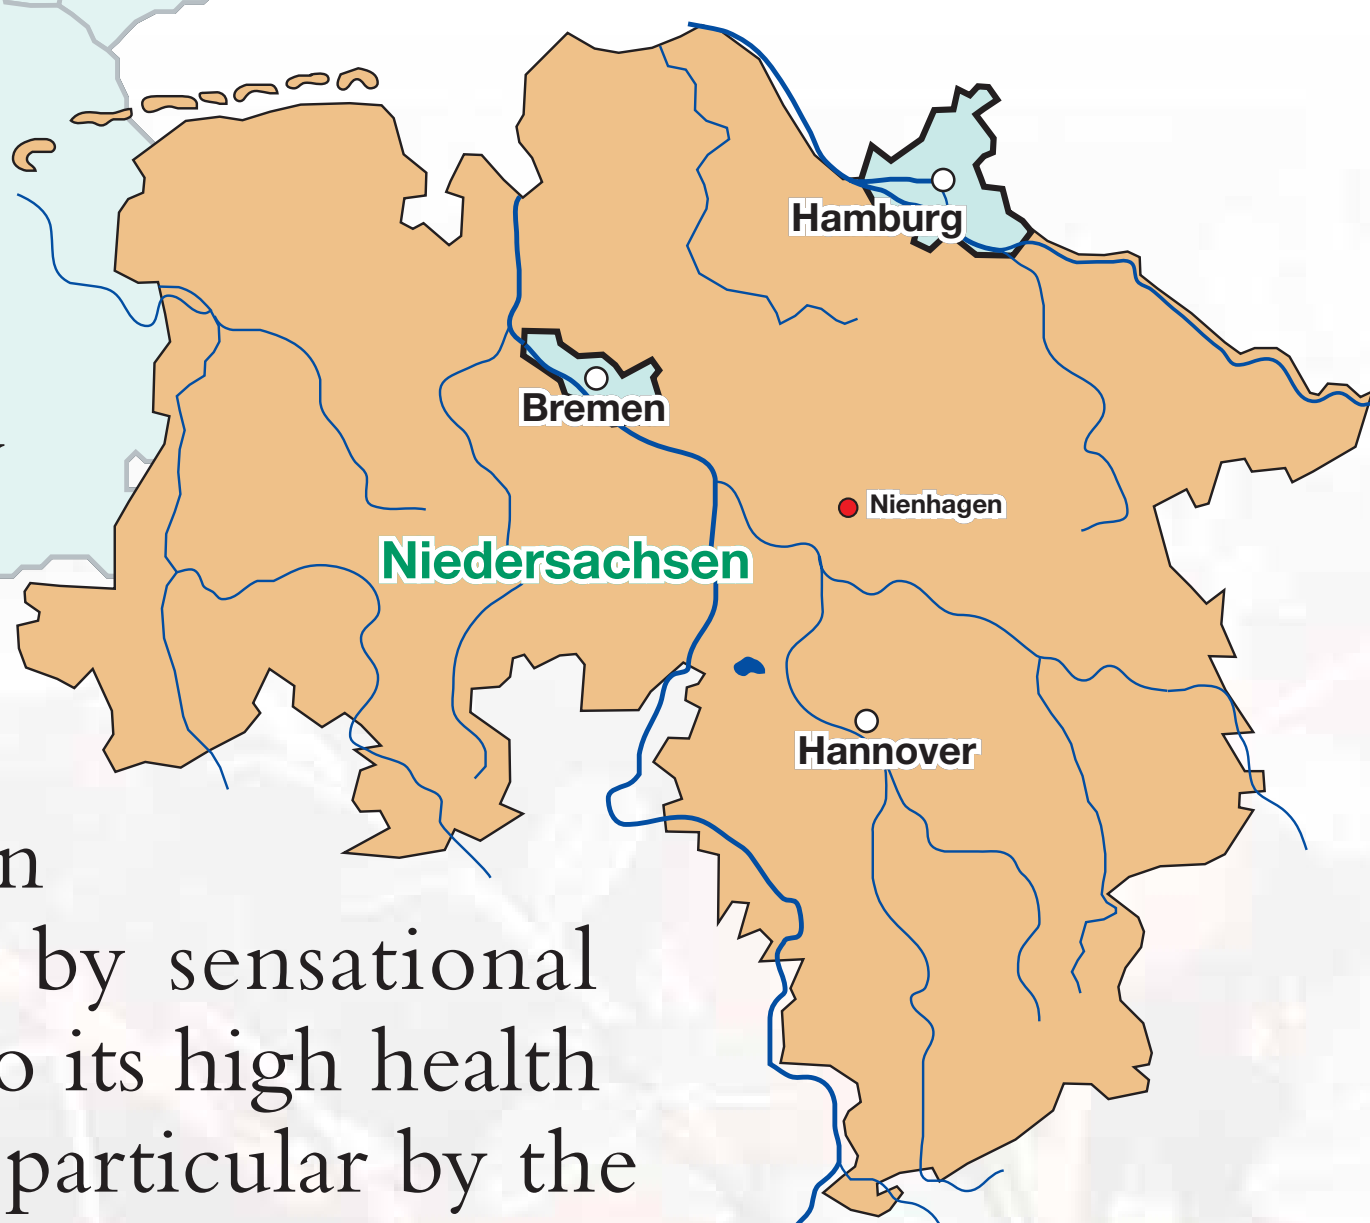 Hamburg
Bremen
Nienhagen
Niedersachsen
Hannover
n
by sensational
o its high health
particular by the